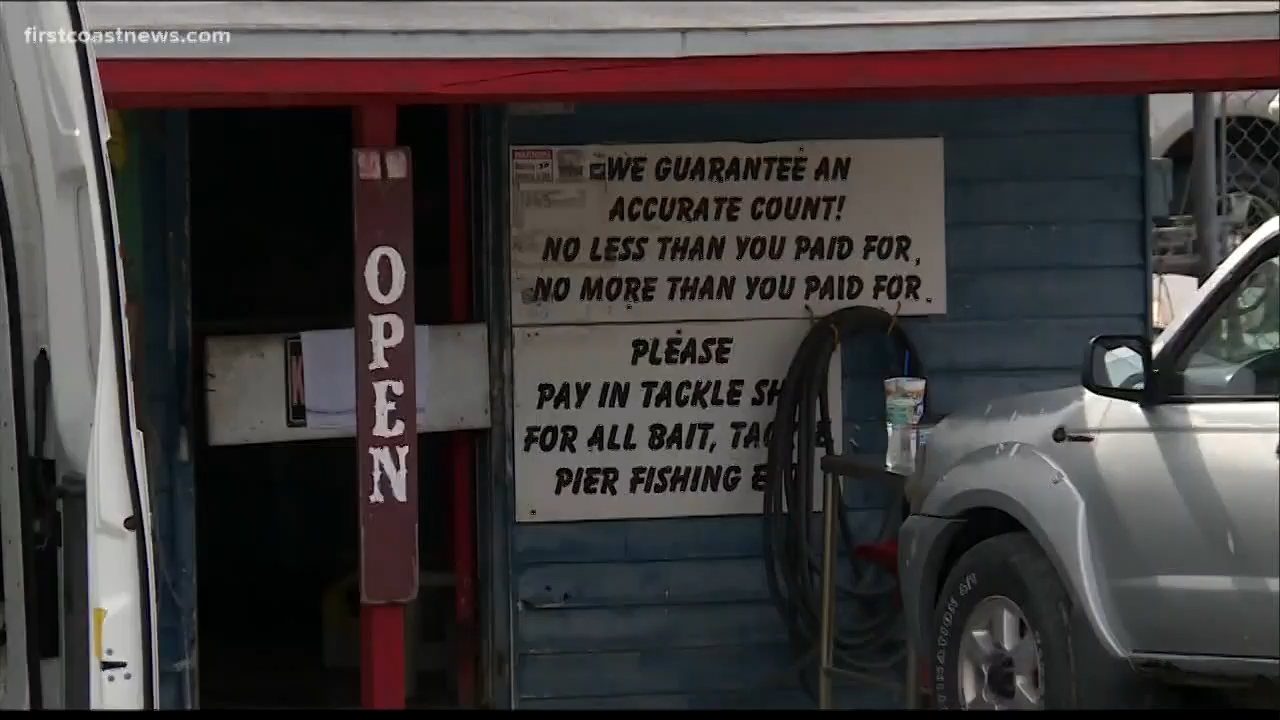 firstcoastnews.com
OPEN
WE GUARANTEE AN
ACCURATE COUNT!
NO LESS THAN YOU PAID FOR,
NO MORE THAN YOU PAID FOR.
PLEASE
PAY IN TACKLE
FOR ALL BAIT,
PIER FISHING